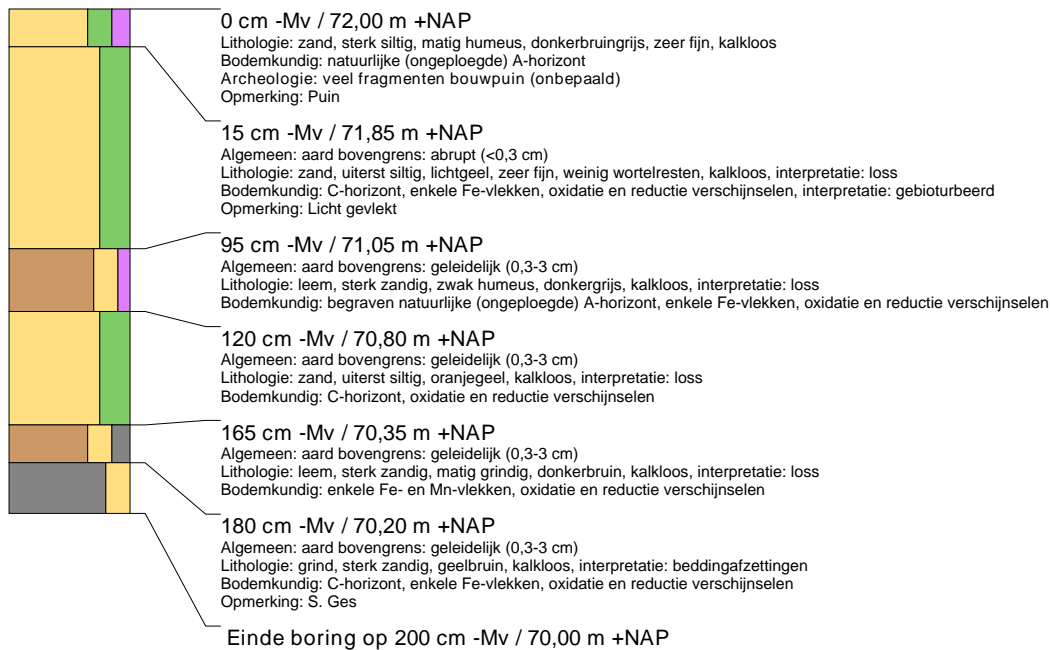 0 cm -Mv / 72,00 m +NAP
Lithologie: zand, sterk siltig, matig humeus, donkerbruingrijs, zeer fijn, kalkloos
Bodemkundig: natuurlijke (ongeploegde) A-horizont
Archeologie: veel fragmenten bouwpuin (onbepaald)
Opmerking: Puin
15 cm -Mv / 71,85 m +NAP
Algemeen: aard bovengrens: abrupt (<0,3 cm)
Lithologie: zand, uiterst siltig, lichtgeel, zeer fijn, weinig wortelresten, kalkloos, interpretatie: loss
Bodemkundig: C-horizont, enkele Fe-vlekken, oxidatie en reductie verschijnselen, interpretatie: gebioturbeerd
Opmerking: Licht gevlekt
95 cm -Mv / 71,05 m +NAP
Algemeen: aard bovengrens: geleidelijk (0,3-3 cm)
Lithologie: leem, sterk zandig, zwak humeus, donkergrijs, kalkloos, interpretatie: loss
Bodemkundig: begraven natuurlijke (ongeploegde) A-horizont, enkele Fe-vlekken, oxidatie en reductie verschijnselen
120 cm -Mv / 70,80 m +NAP
Algemeen: aard bovengrens: geleidelijk (0,3-3 cm)
Lithologie: zand, uiterst siltig, oranjegeel, kalkloos, interpretatie: loss
Bodemkundig: C-horizont, oxidatie en reductie verschijnselen
165 cm -Mv / 70,35 m +NAP
Algemeen: aard bovengrens: geleidelijk (0,3-3 cm)
Lithologie: leem, sterk zandig, matig grindig, donkerbruin, kalkloos, interpretatie: loss
Bodemkundig: enkele Fe- en Mn-vlekken, oxidatie en reductie verschijnselen
180 cm -Mv / 70,20 m +NAP
Algemeen: aard bovengrens: geleidelijk (0,3-3 cm)
Lithologie: grind, sterk zandig, geelbruin, kalkloos, interpretatie: beddingafzettingen
Bodemkundig: C-horizont, enkele Fe-vlekken, oxidatie en reductie verschijnselen
Opmerking: S. Ges
Einde boring op 200 cm -Mv / 70,00 m +NAP